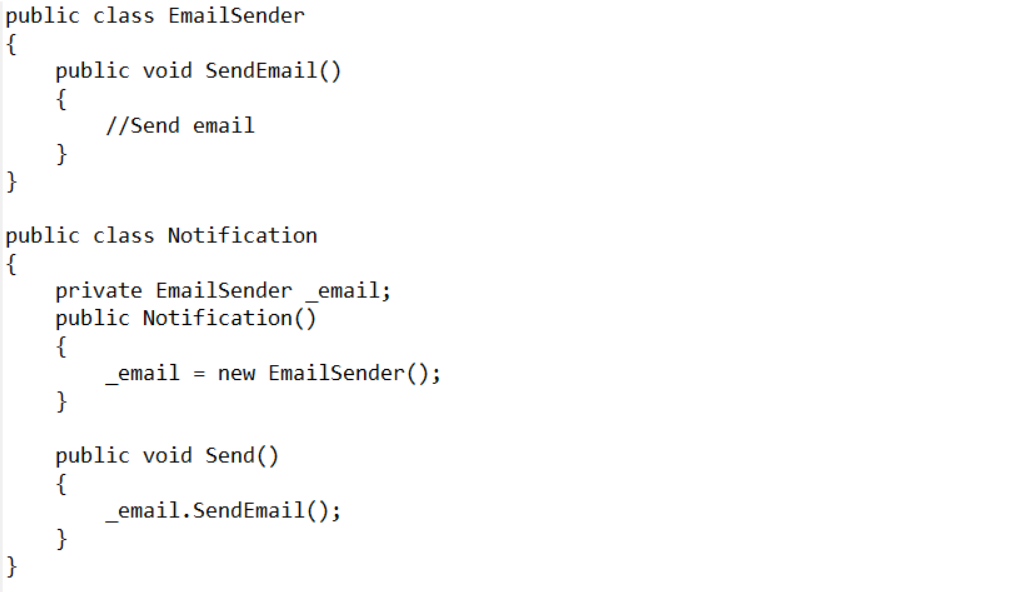 public class EmailSender
{
    public void SendEmail()
    {
        //Send email
    }
}

public class Notification
{
    private EmailSender _email;
    public Notification()
    {
        _email = new EmailSender();
    }

    public void Send()
    {
        _email.SendEmail();
    }
}